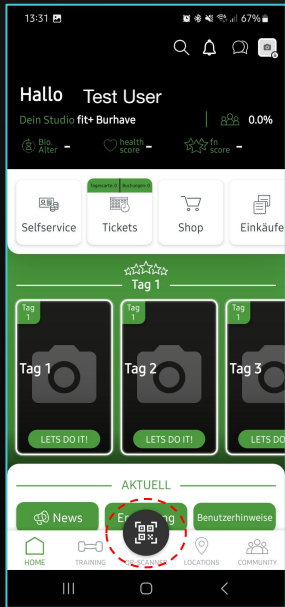 13:31 67%
Hallo Test User
Dein Studio fit+ Burhave 0.0%
Bio. Alter - health score - fn score -
Tageskarte: 0 Buchungen: 0
Selfservice Tickets Shop Einkäufe
Tag 1
Tag 1 Tag 1 Tag 1
Tag 1 Tag 2 Tag 3
LETS DO IT! LETS DO IT! LETS DO
AKTUELL
News Benutzerhinweise
HOME TRAINING QR-SCANNER LOCATIONS COMMUNITY